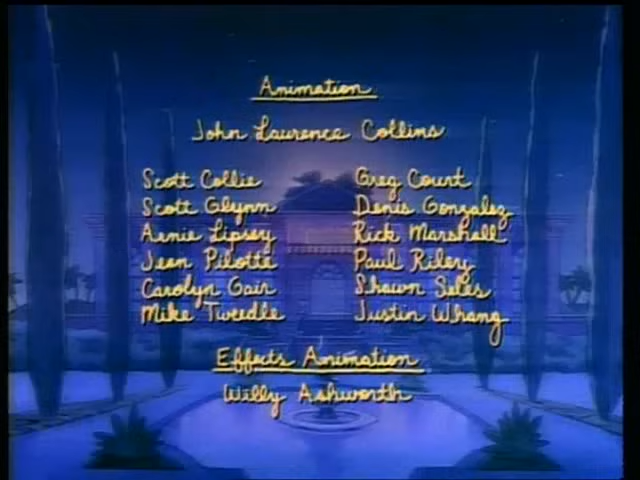 Animation
John Laurence Collins
Scott Collie Greg Court
Scott Glynn Denis Gonzalez
Arnie Lipsey Rick Marshall
Jean Pilotte Paul Riley
Carolyn Gair Shawn Seles
Mike Tweedle Justin Whang
Effects Animation
Willy Ashworth